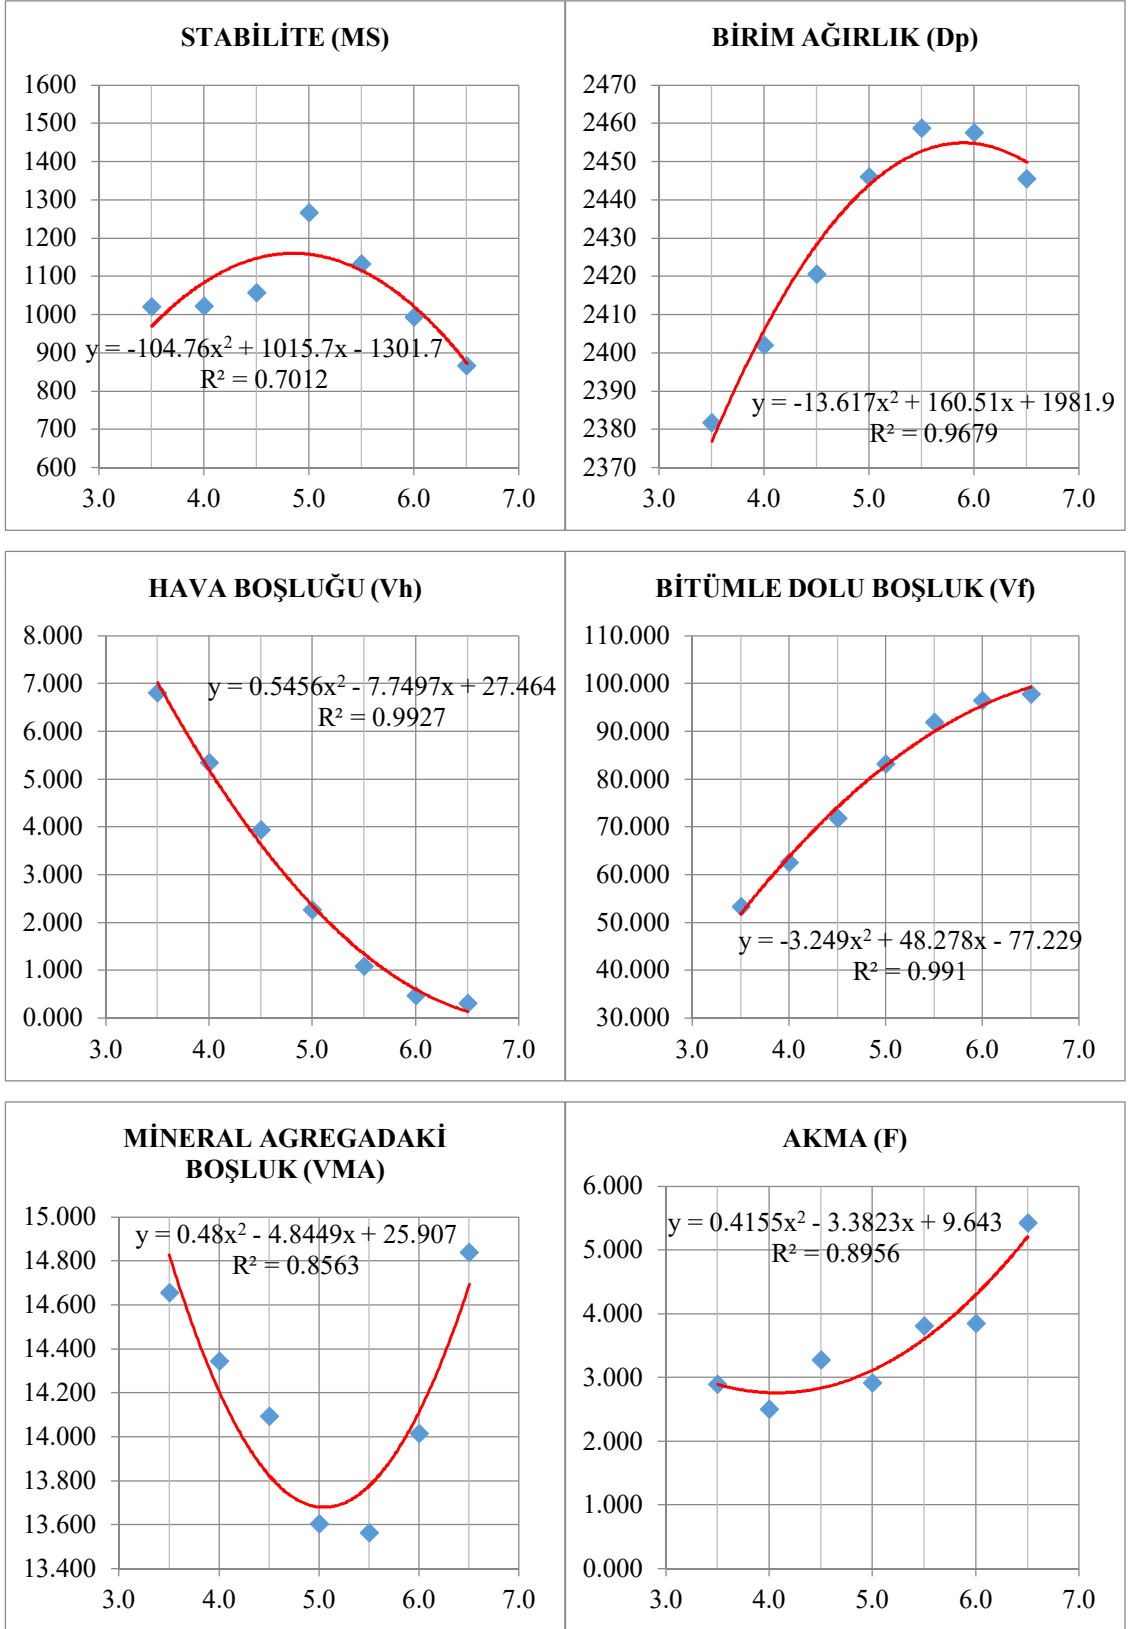 STABİLİTE (MS)
1600
1500
1400
1300
1200
1100
1000
900
800
700
600
y = -104.76x² + 1015.7x - 1301.7
R² = 0.7012
3.0 4.0 5.0 6.0 7.0
BİRİM AĞIRLIK (Dp)
2470
2460
2450
2440
2430
2420
2410
2400
2390
2380
2370
y = -13.617x² + 160.51x + 1981.9
R² = 0.9679
3.0 4.0 5.0 6.0 7.0
HAVA BOŞLUĞU (Vh)
8.000
7.000
6.000
5.000
4.000
3.000
2.000
1.000
0.000
y = 0.5456x² - 7.7497x + 27.464
R² = 0.9927
3.0 4.0 5.0 6.0 7.0
BİTÜMLE DOLU BOŞLUK (Vf)
110.000
100.000
90.000
80.000
70.000
60.000
50.000
40.000
30.000
y = -3.249x² + 48.278x - 77.229
R² = 0.991
3.0 4.0 5.0 6.0 7.0
MİNERAL AGREGADAKİ
BOŞLUK (VMA)
15.000
14.800
14.600
14.400
14.200
14.000
13.800
13.600
13.400
y = 0.48x² - 4.8449x + 25.907
R² = 0.8563
3.0 4.0 5.0 6.0 7.0
AKMA (F)
6.000
5.000
4.000
3.000
2.000
1.000
0.000
y = 0.4155x² - 3.3823x + 9.643
R² = 0.8956
3.0 4.0 5.0 6.0 7.0